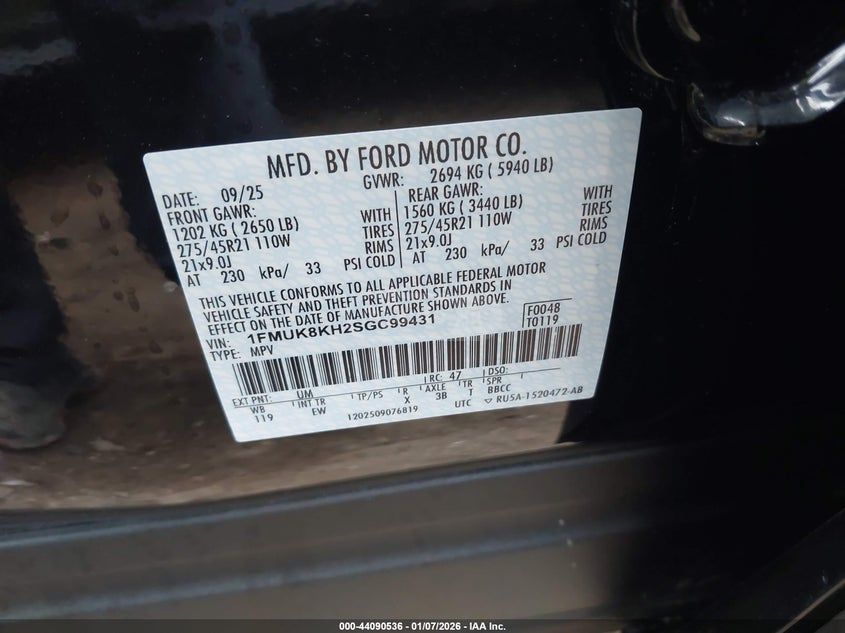 MFD. BY FORD MOTOR CO.
DATE: 09/25 GVWR: 2694 KG ( 5940 LB)
FRONT GAWR: REAR GAWR:
1202 KG ( 2650 LB) WITH 1560 KG ( 3440 LB) WITH
275/45R21 110W TIRES 275/45R21 110W TIRES
21x9.0J RIMS 21x9.0J RIMS
AT 230 kPa/ 33 PSI COLD AT 230 kPa/ 33 PSI COLD
THIS VEHICLE CONFORMS TO ALL APPLICABLE FEDERAL MOTOR
VEHICLE SAFETY AND THEFT PREVENTION STANDARDS IN
EFFECT ON THE DATE OF MANUFACTURE SHOWN ABOVE.
VIN: 1FMUK8KH2SGC99431 F0048
TYPE: MPV T0119
EXT PNT: UM RC: 47 DSO:
WB INT TR TP/PS R AXLE TR SPR
119 EW X 3B T BBCC
1202509076819 UTC ▽ RU5A-1520472-AB
000-44090536 - 01/07/2026 - IAA Inc.